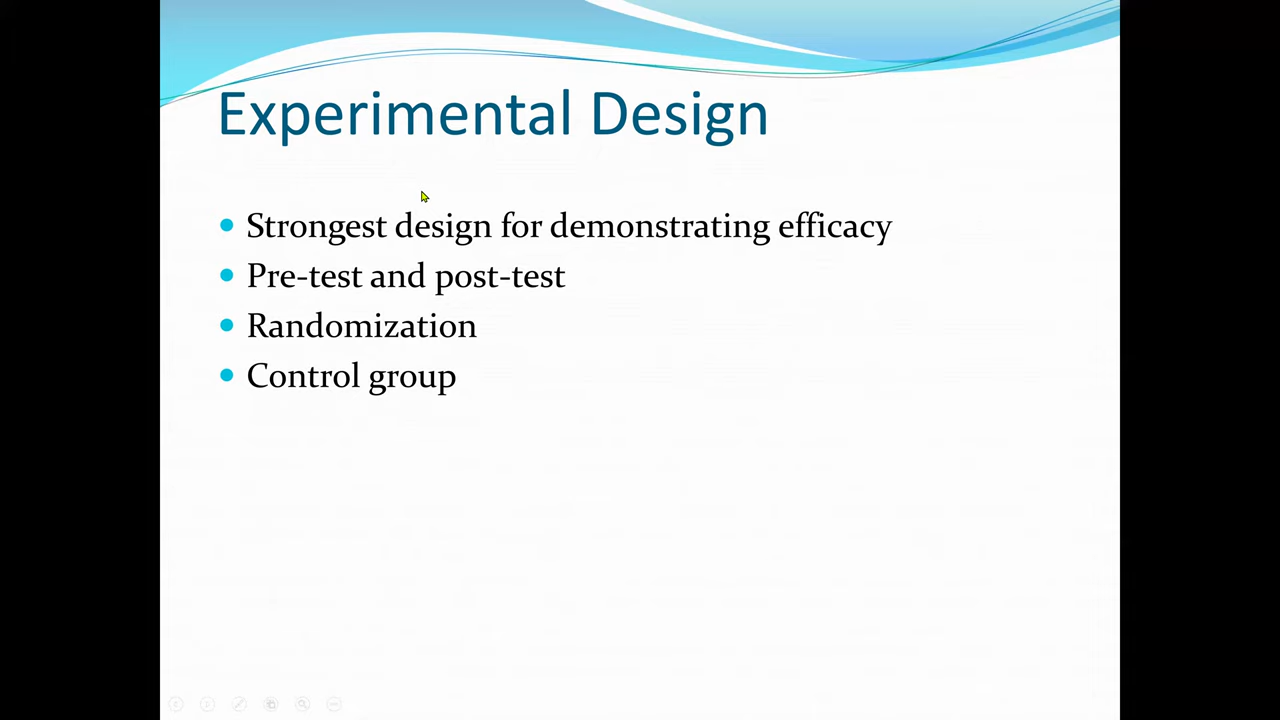 Experimental Design
Strongest design for demonstrating efficacy
Pre-test and post-test
Randomization
Control group